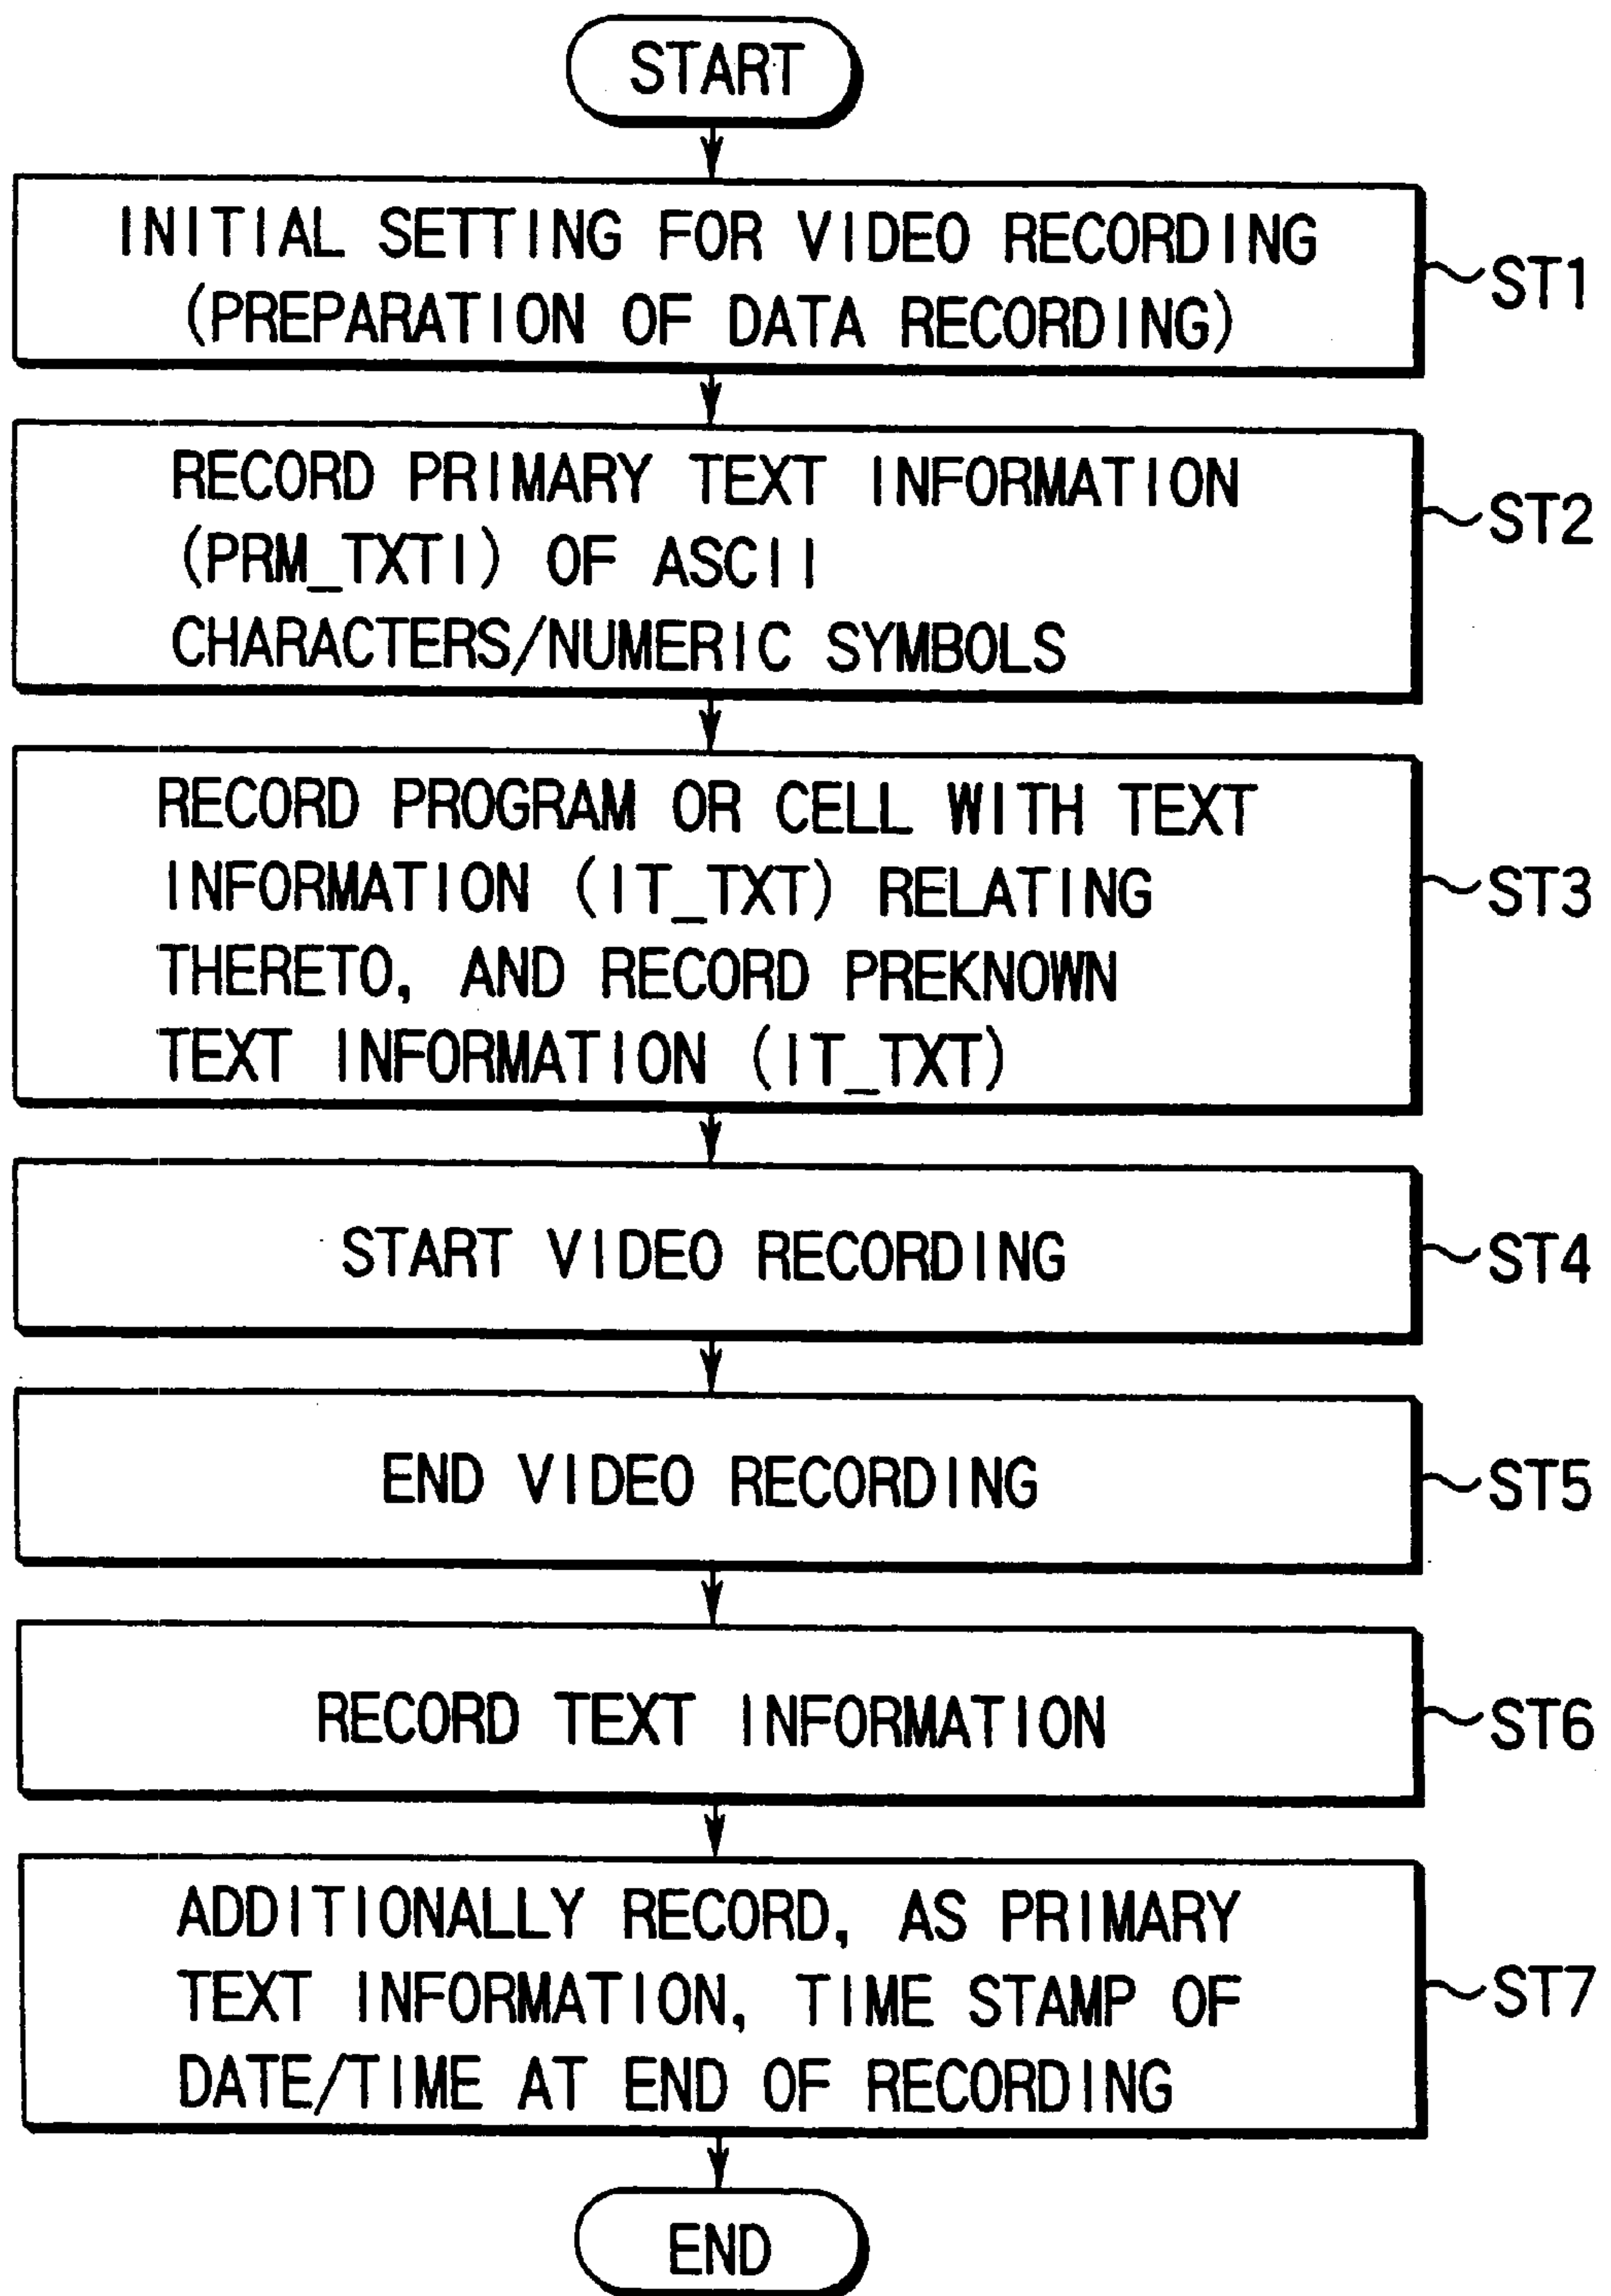 START
INITIAL SETTING FOR VIDEO RECORDING
(PREPARATION OF DATA RECORDING)
ST1
RECORD PRIMARY TEXT INFORMATION
(PRM_TXTI) OF ASCII
CHARACTERS/NUMERIC SYMBOLS
ST2
RECORD PROGRAM OR CELL WITH TEXT
INFORMATION (IT_TXT) RELATING
THERETO, AND RECORD PREKNOWN
TEXT INFORMATION (IT_TXT)
ST3
START VIDEO RECORDING
ST4
END VIDEO RECORDING
ST5
RECORD TEXT INFORMATION
ST6
ADDITIONALLY RECORD, AS PRIMARY
TEXT INFORMATION, TIME STAMP OF
DATE/TIME AT END OF RECORDING
ST7
END